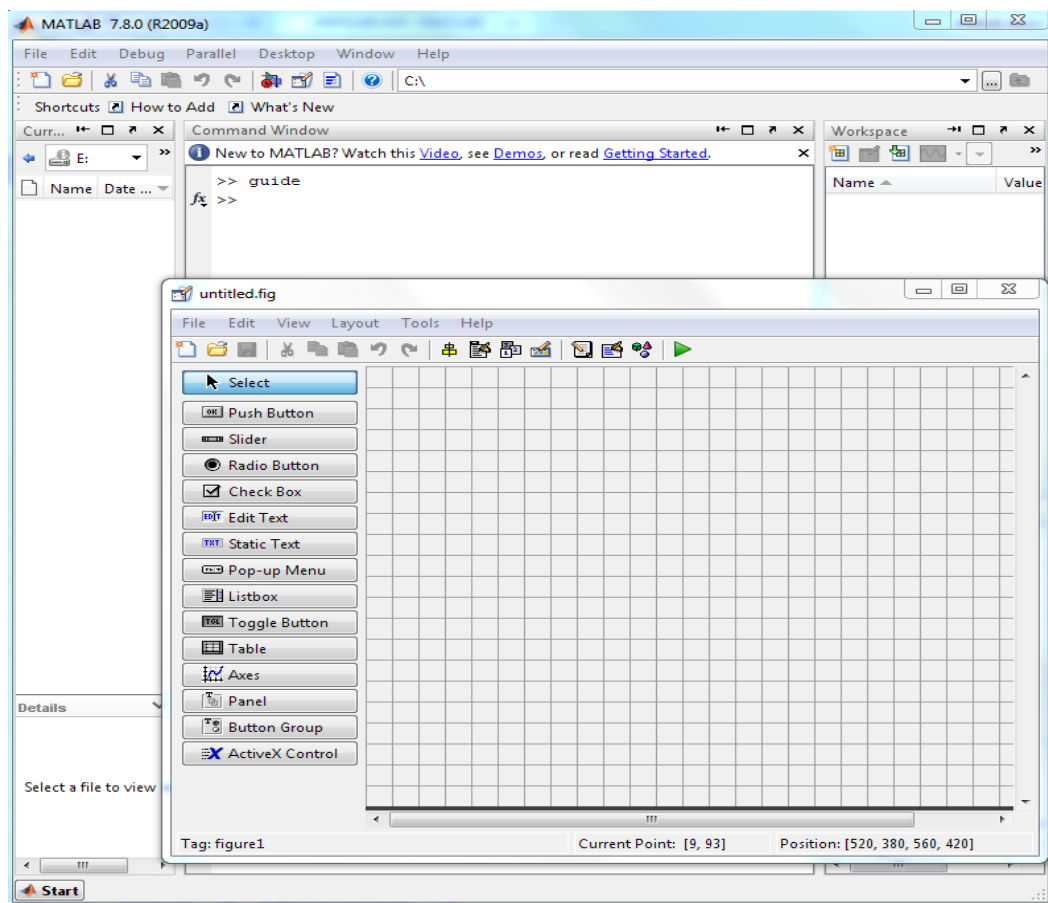 MATLAB 7.8.0 (R2009a)
File Edit Debug Parallel Desktop Window Help
C:\
Shortcuts How to Add What's New
Curr...
E:
Name Date ...
Command Window
New to MATLAB? Watch this Video, see Demos, or read Getting Started.
>> guide
fx >>
Workspace
Name Value
untitled.fig
File Edit View Layout Tools Help
Select
OK Push Button
Slider
Radio Button
Check Box
EDIT Edit Text
TXT Static Text
Pop-up Menu
Listbox
TGL Toggle Button
Table
Axes
Panel
Button Group
ActiveX Control
Tag: figure1 Current Point: [9, 93] Position: [520, 380, 560, 420]
Details
Select a file to view
Start